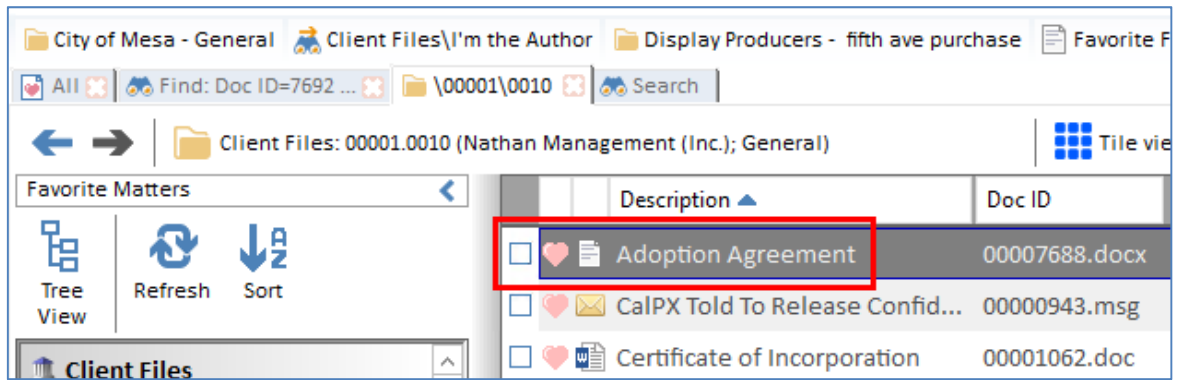 City of Mesa - General Client Files\I'm the Author Display Producers - fifth ave purchase Favorite F
All Find: Doc ID=7692 ... \00001\0010 Search
Client Files: 00001.0010 (Nathan Management (Inc.); General) Tile vie
Favorite Matters
Tree View
Refresh
Sort
Client Files
Description Doc ID
Adoption Agreement 00007688.docx
CalPX Told To Release Confid... 00000943.msg
Certificate of Incorporation 00001062.doc